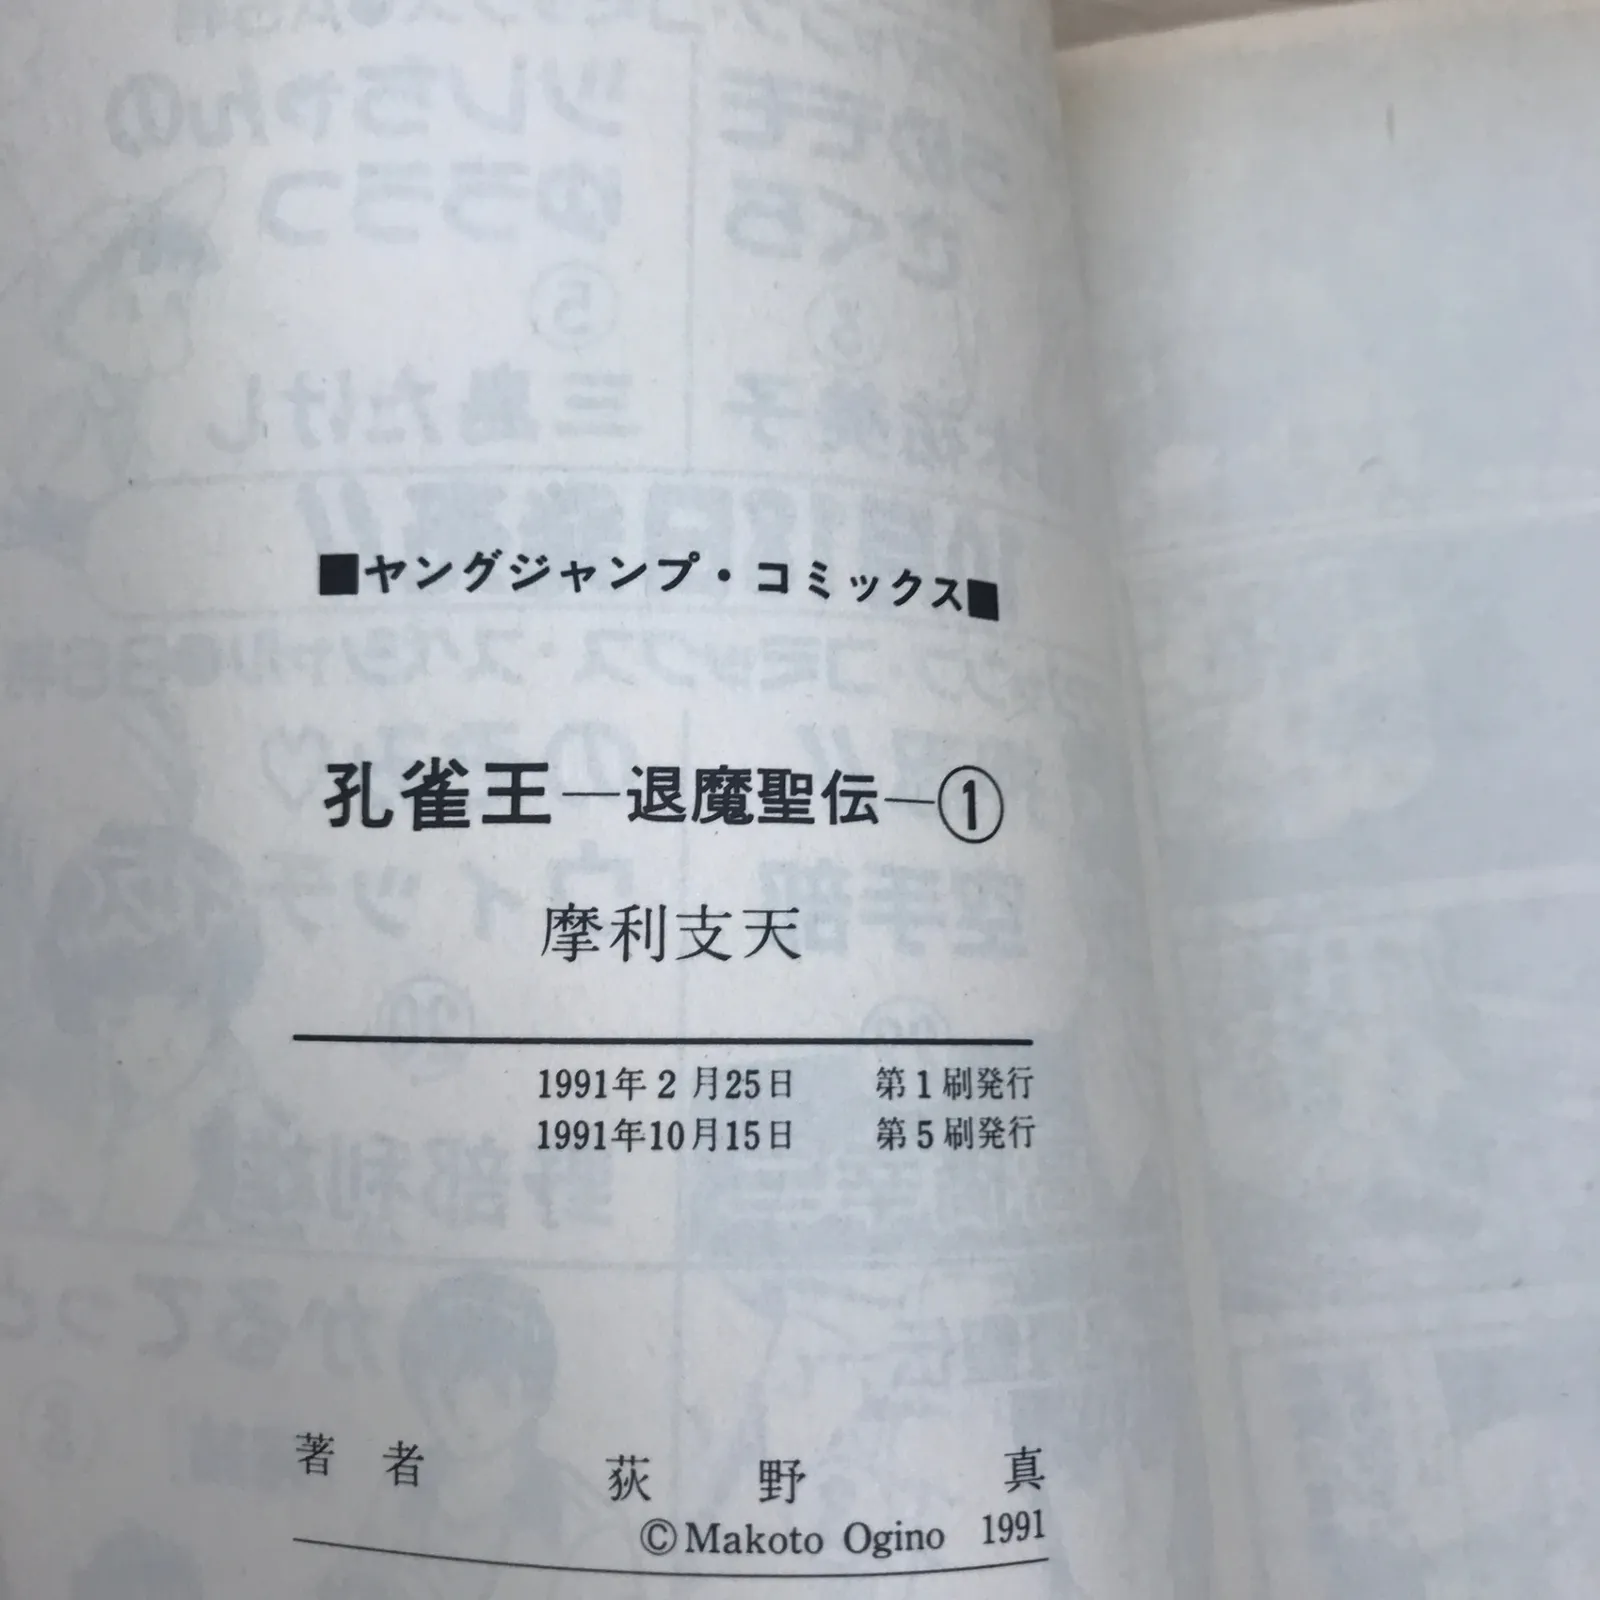 ■ヤングジャンプ・コミックス■
孔雀王―退魔聖伝―①
摩利支天
1991年2月25日 第1刷発行
1991年10月15日 第5刷発行
著者 荻野真
©Makoto Ogino 1991